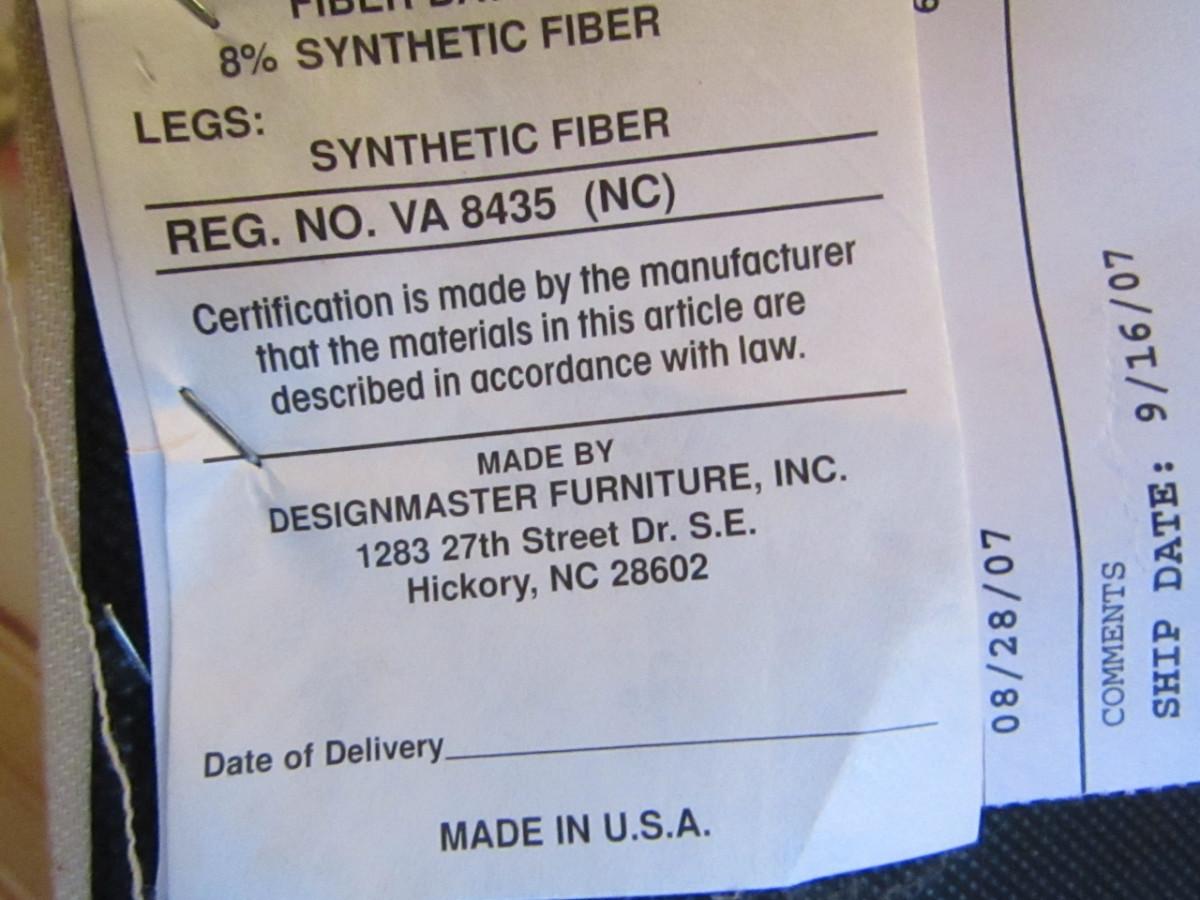 FIBER
8% SYNTHETIC FIBER
LEGS:
SYNTHETIC FIBER
REG. NO. VA 8435 (NC)
Certification is made by the manufacturer
that the materials in this article are
described in accordance with law.
MADE BY
DESIGNMASTER FURNITURE, INC.
1283 27th Street Dr. S.E.
Hickory, NC 28602
Date of Delivery
MADE IN U.S.A.
08/28/07
COMMENTS
SHIP DATE: 9/16/07